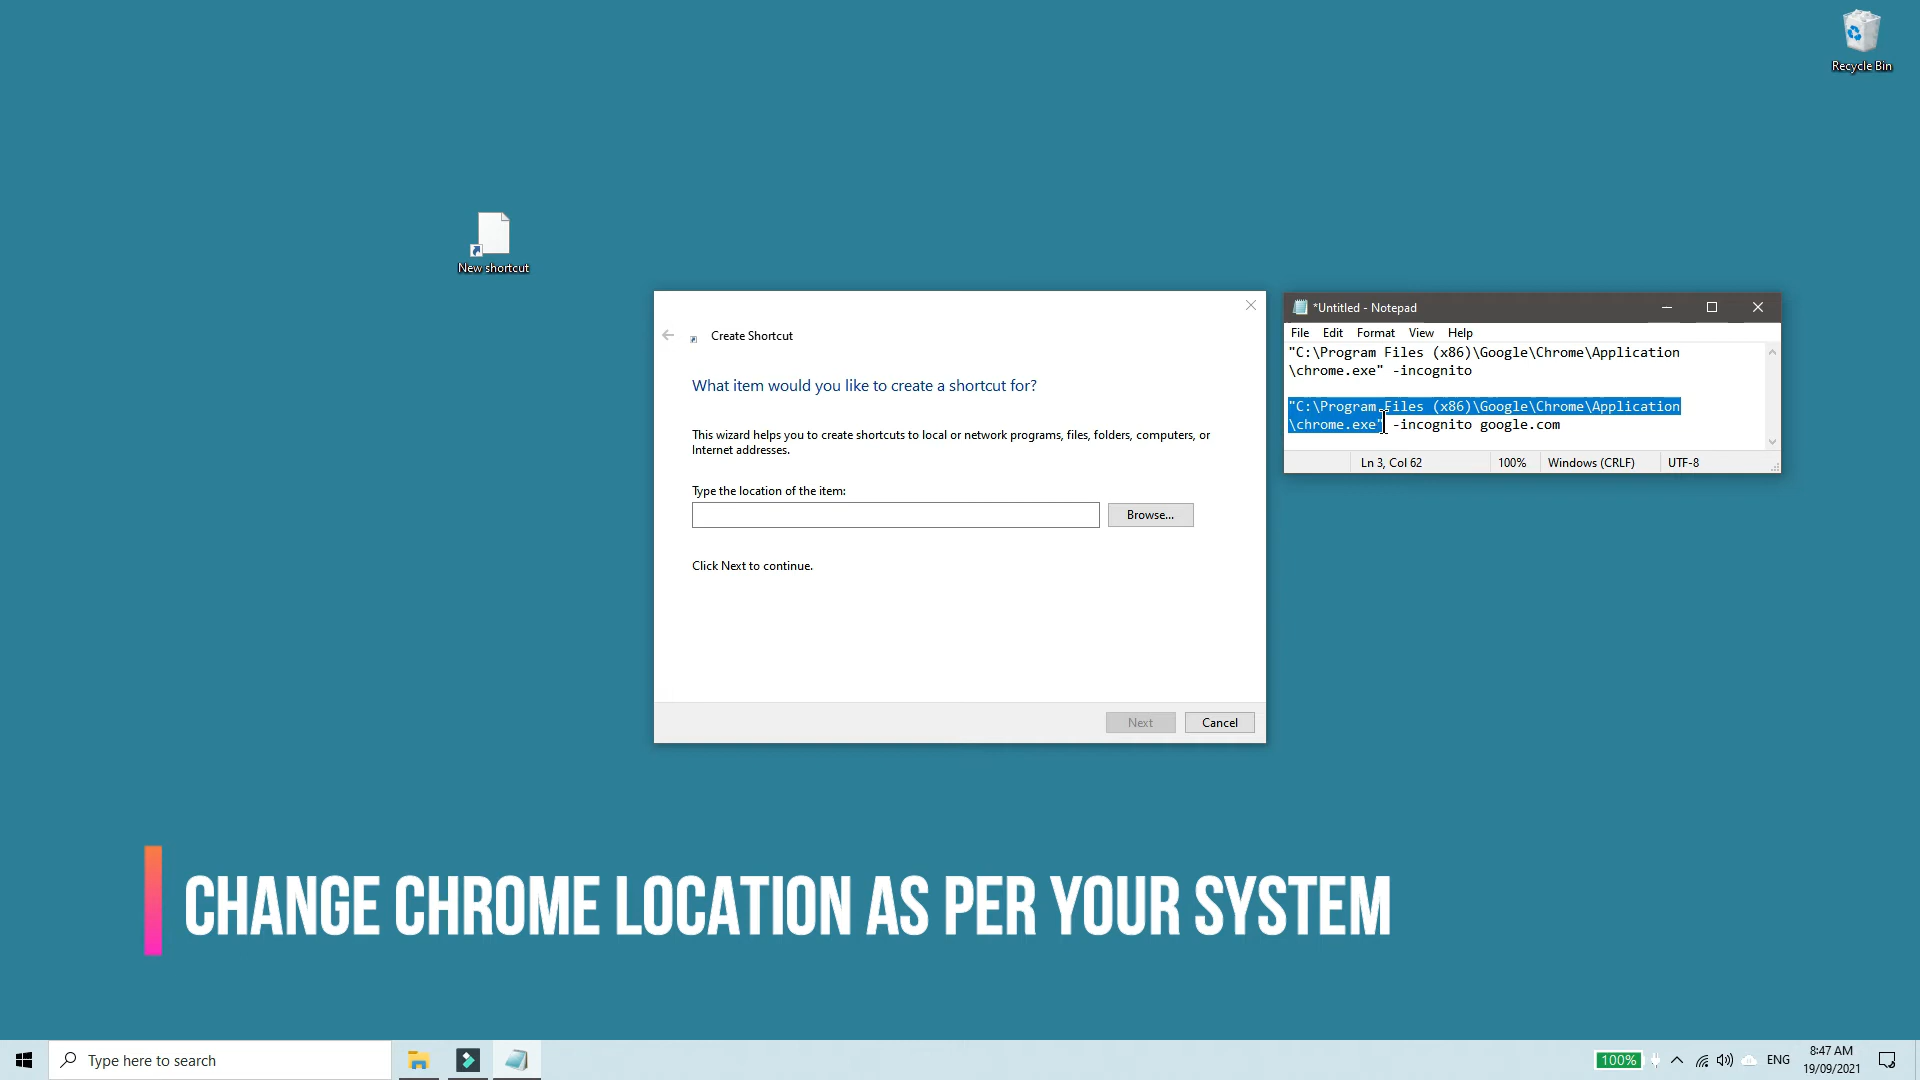 Recycle Bin
New shortcut
Create Shortcut
What item would you like to create a shortcut for?
This wizard helps you to create shortcuts to local or network programs, files, folders, computers, or
Internet addresses.
Type the location of the item:
Browse...
Click Next to continue.
Next
Cancel
*Untitled - Notepad
File Edit Format View Help
"C:\Program Files (x86)\Google\Chrome\Application
\chrome.exe" -incognito
"C:\Program Files (x86)\Google\Chrome\Application
\chrome.exe" -incognito google.com
Ln 3, Col 62
100%
Windows (CRLF)
UTF-8
CHANGE CHROME LOCATION AS PER YOUR SYSTEM
Type here to search
100%
ENG
8:47 AM
19/09/2021